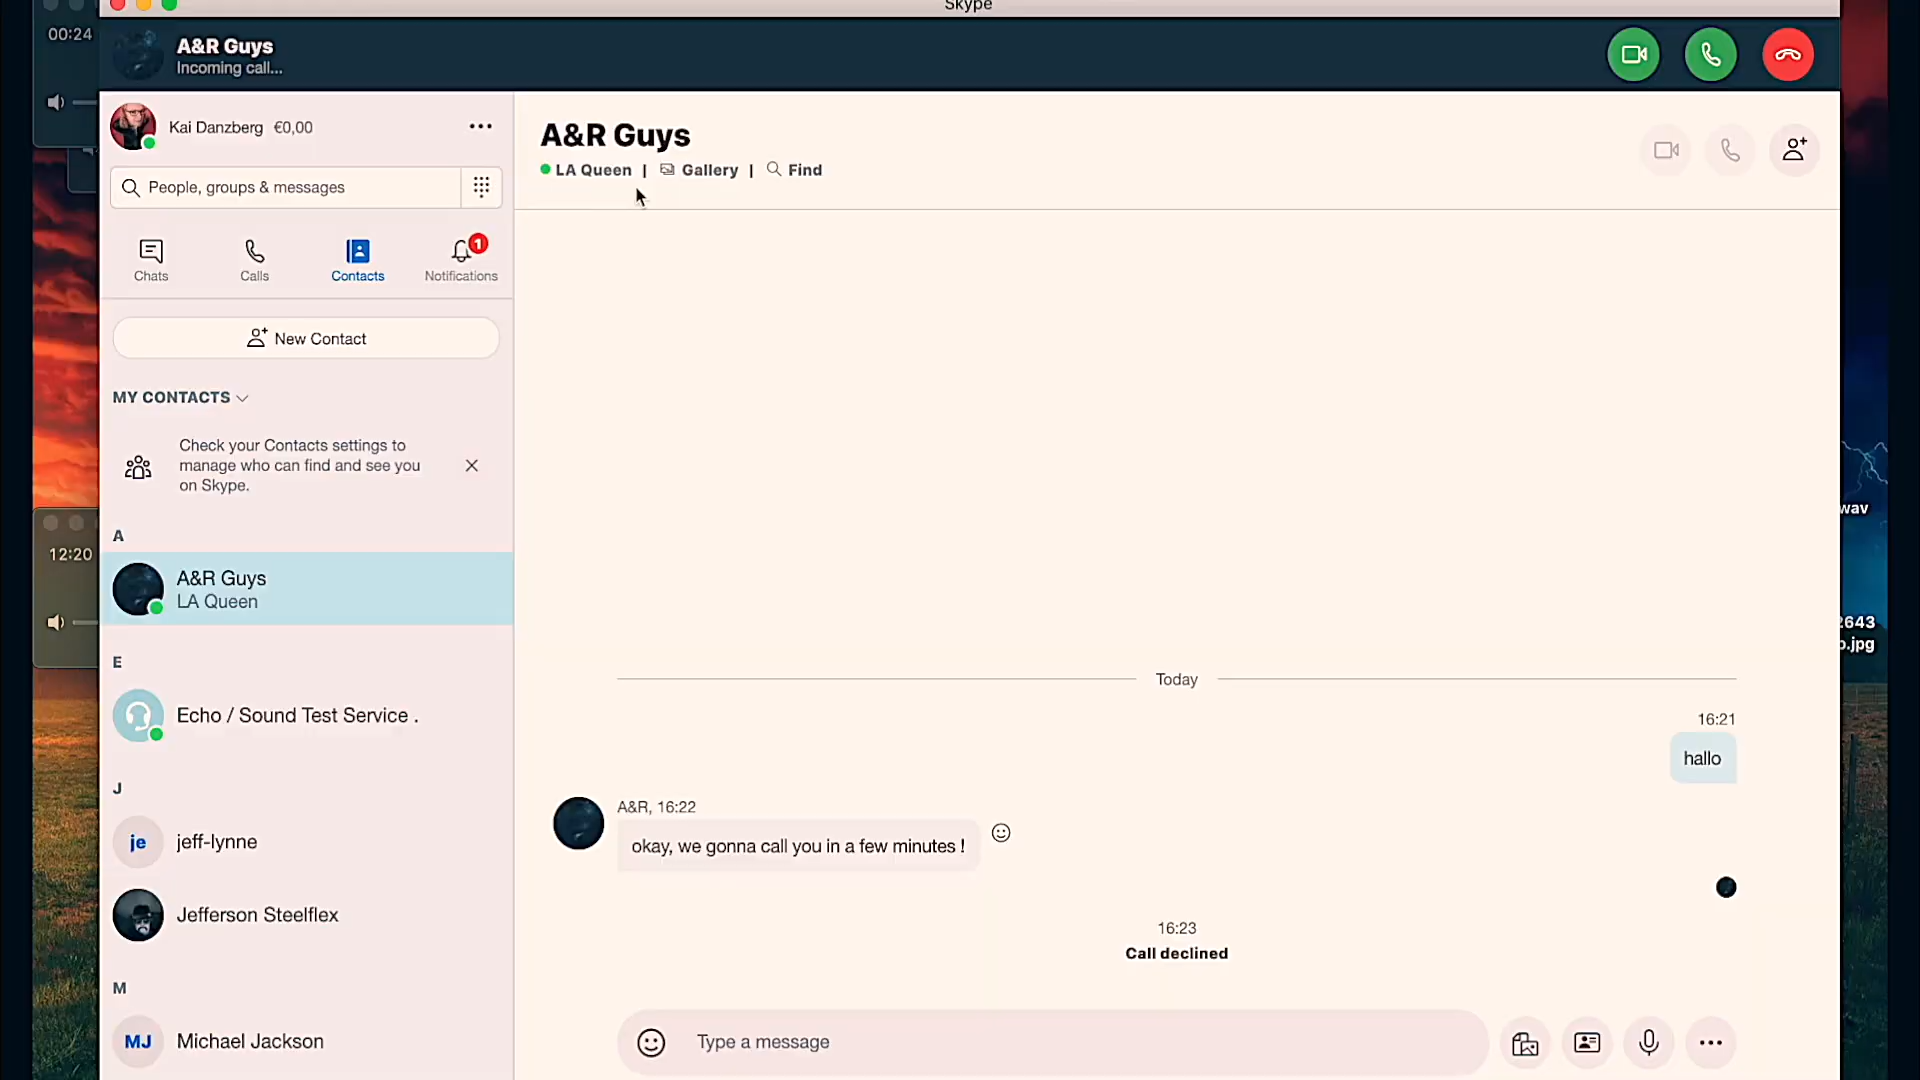 Skype
00:24
A&R Guys
Incoming call...
Kai Danzberg €0,00
People, groups & messages
Chats
Calls
Contacts
Notifications
1
New Contact
MY CONTACTS
Check your Contacts settings to
manage who can find and see you
on Skype.
A
A&R Guys
LA Queen
E
Echo / Sound Test Service .
J
je
jeff-lynne
Jefferson Steelflex
M
MJ
Michael Jackson
12:20
A&R Guys
LA Queen | Gallery | Find
Today
16:21
hallo
A&R, 16:22
okay, we gonna call you in a few minutes !
16:23
Call declined
Type a message
wav
2643
o.jpg